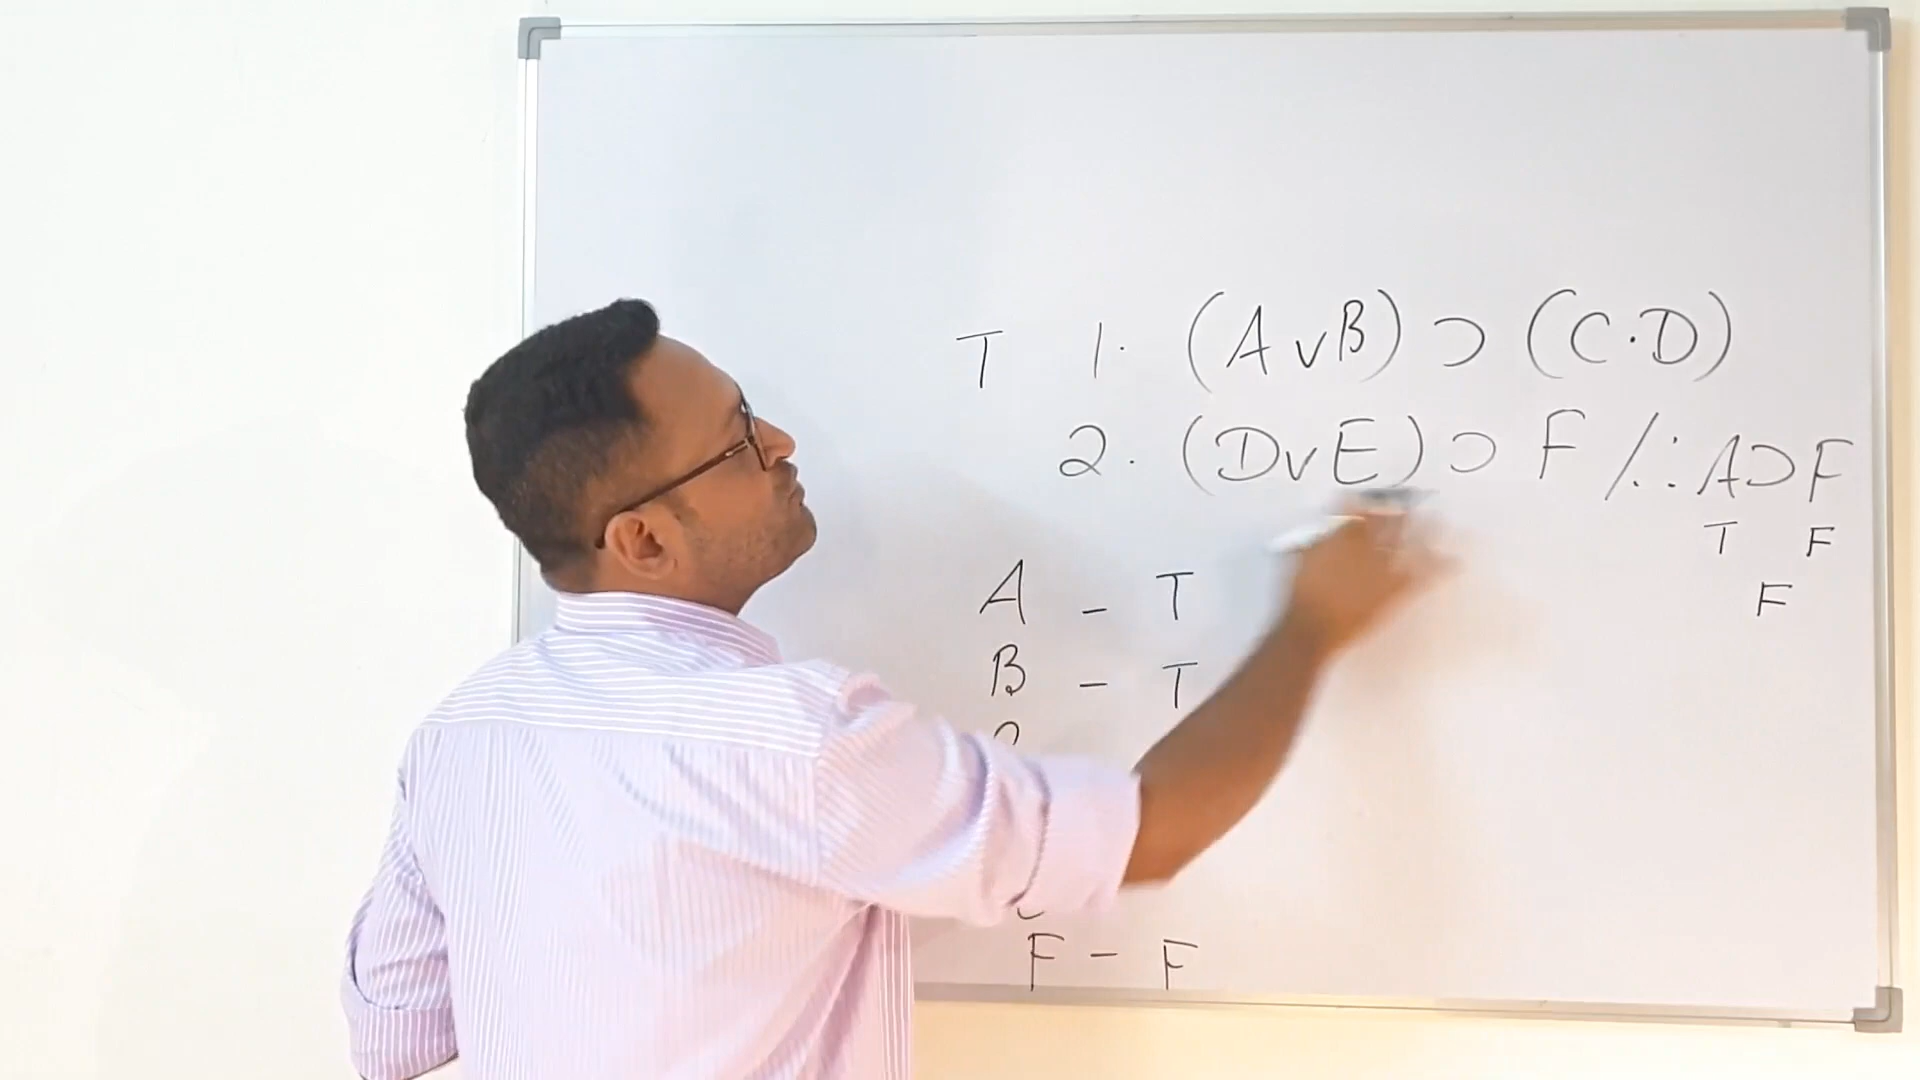 T 1. (A v B) ⊃ (C · D)
2. (D v E) ⊃ F / ∴ A ⊃ F
T F
F
A - T
B - T
F - F